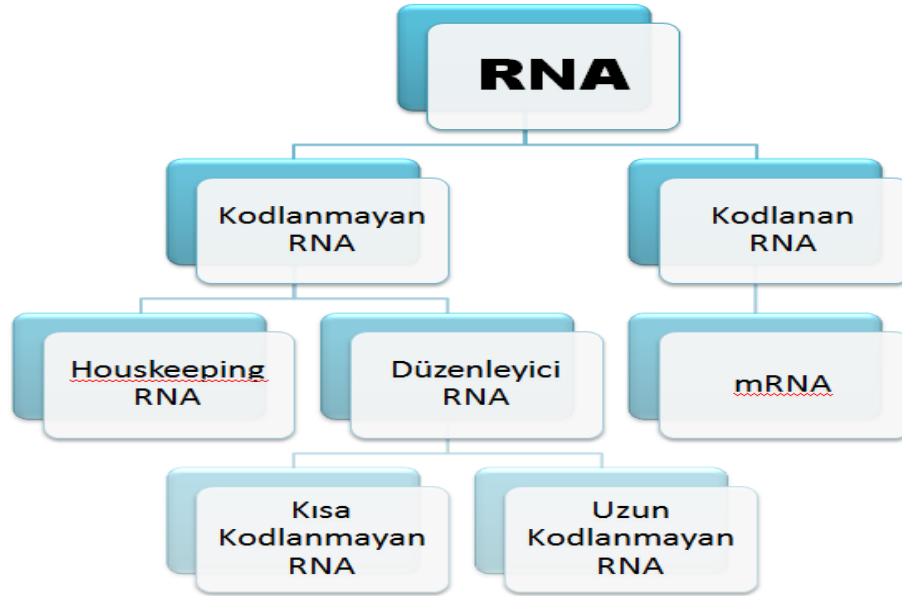 RNA
Kodlanmayan
RNA
Kodlanan
RNA
Houskeeping
RNA
Düzenleyici
RNA
mRNA
Kısa
Kodlanmayan
RNA
Uzun
Kodlanmayan
RNA